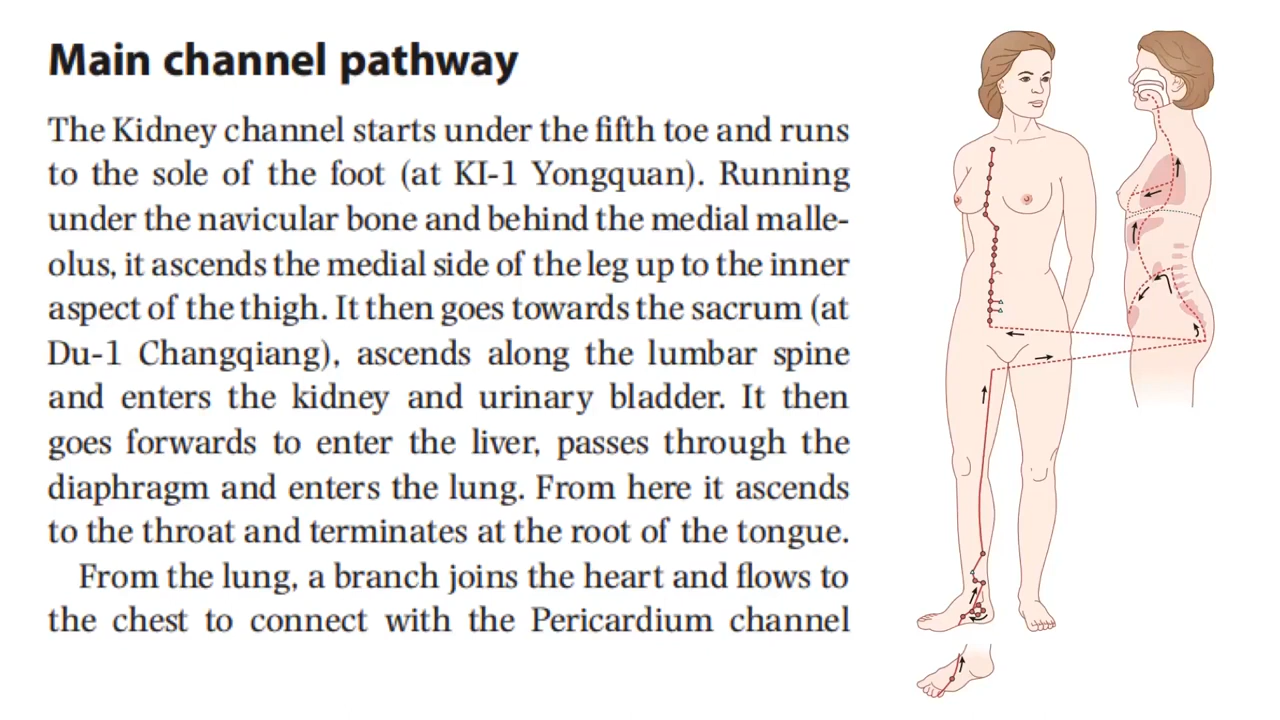 Main channel pathway
The Kidney channel starts under the fifth toe and runs
to the sole of the foot (at KI-1 Yongquan). Running
under the navicular bone and behind the medial malle-
olus, it ascends the medial side of the leg up to the inner
aspect of the thigh. It then goes towards the sacrum (at
Du-1 Changqiang), ascends along the lumbar spine
and enters the kidney and urinary bladder. It then
goes forwards to enter the liver, passes through the
diaphragm and enters the lung. From here it ascends
to the throat and terminates at the root of the tongue.
From the lung, a branch joins the heart and flows to
the chest to connect with the Pericardium channel